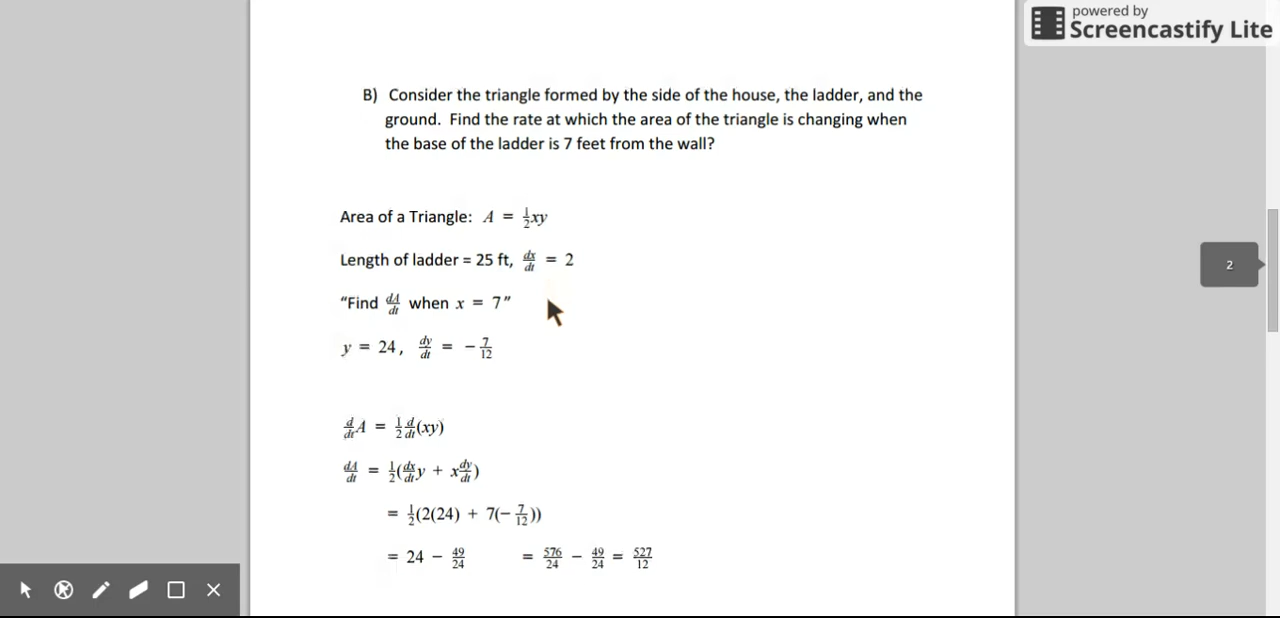 powered by
Screencastify Lite
B) Consider the triangle formed by the side of the house, the ladder, and the
ground. Find the rate at which the area of the triangle is changing when
the base of the ladder is 7 feet from the wall?
Area of a Triangle: A = 1/2 xy
Length of ladder = 25 ft, dx/dt = 2
“Find dA/dt when x = 7”
y = 24, dy/dt = − 7/12
d/dt A = 1/2 d/dt (xy)
dA/dt = 1/2 (dx/dt y + x dy/dt)
= 1/2 (2(24) + 7(− 7/12))
= 24 − 49/24 = 576/24 − 49/24 = 527/12
2